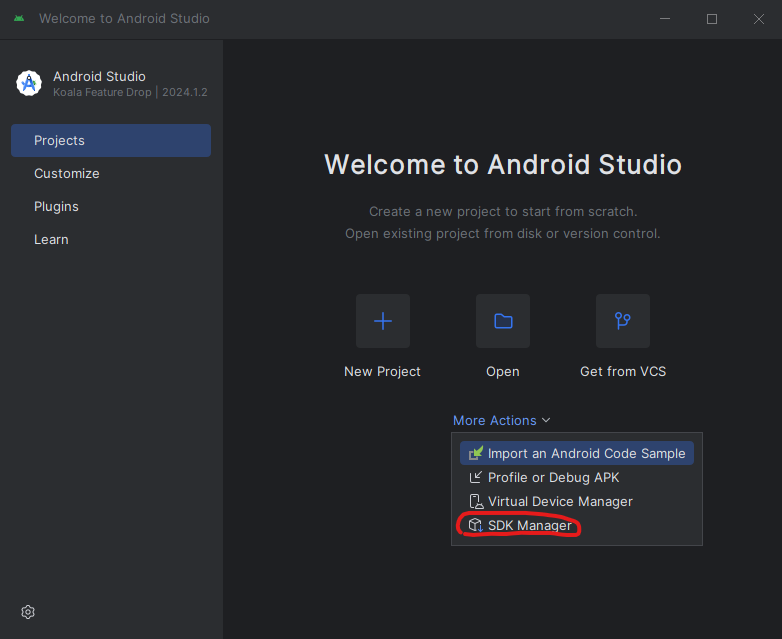 Welcome to Android Studio
Android Studio
Koala Feature Drop | 2024.1.2
Projects
Customize
Plugins
Learn
Welcome to Android Studio
Create a new project to start from scratch.
Open existing project from disk or version control.
New Project
Open
Get from VCS
More Actions
Import an Android Code Sample
Profile or Debug APK
Virtual Device Manager
SDK Manager